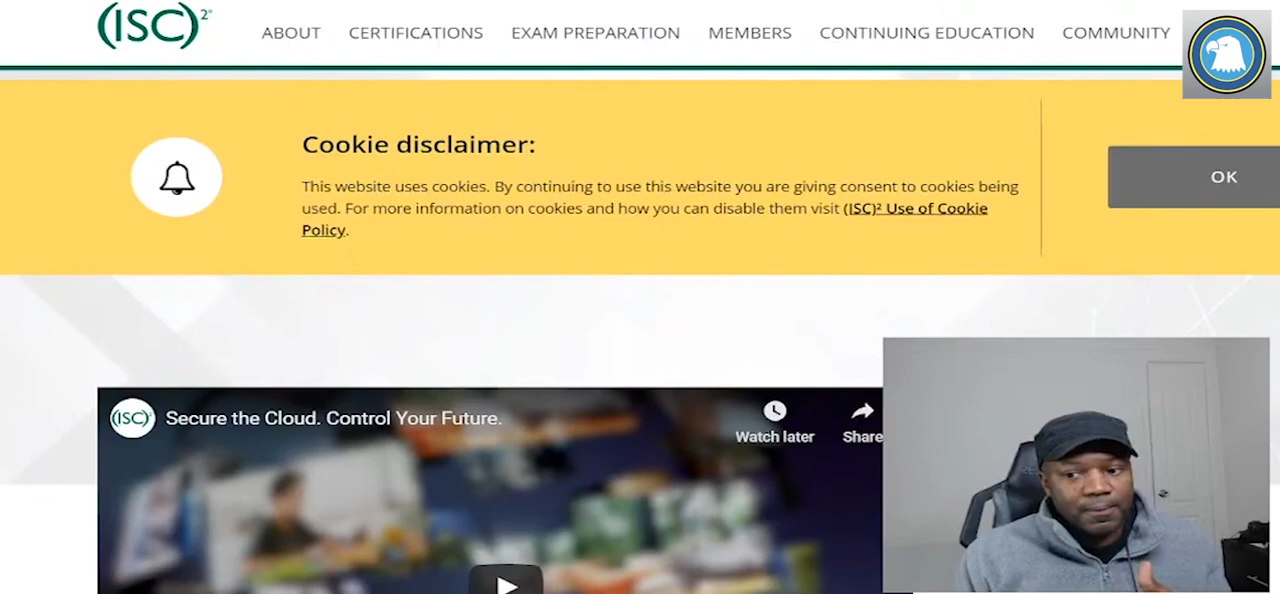 (ISC)²®
ABOUT CERTIFICATIONS EXAM PREPARATION MEMBERS CONTINUING EDUCATION COMMUNITY
Cookie disclaimer:
This website uses cookies. By continuing to use this website you are giving consent to cookies being
used. For more information on cookies and how you can disable them visit (ISC)² Use of Cookie
Policy.
OK
(ISC)² Secure the Cloud. Control Your Future.
Watch later Share